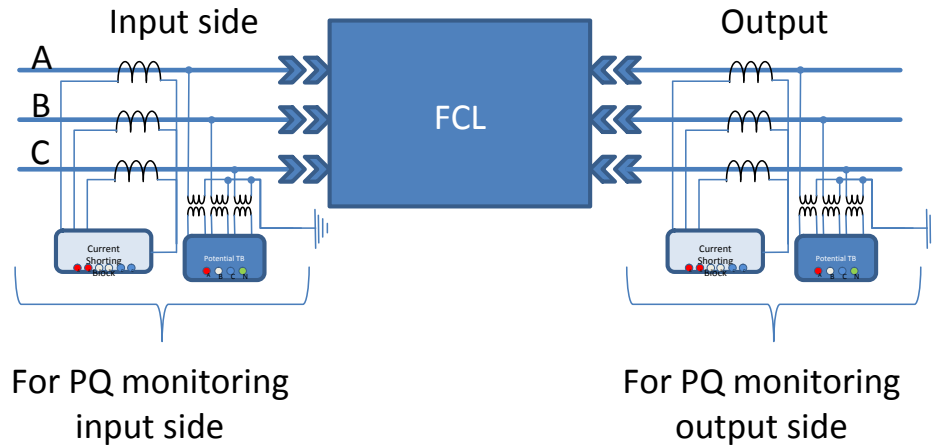 Input side
Output
A
B
C
FCL
Current
Shorting
Block
Potential TB
A B C N
Current
Shorting
Block
Potential TB
A B C N
For PQ monitoring
input side
For PQ monitoring
output side